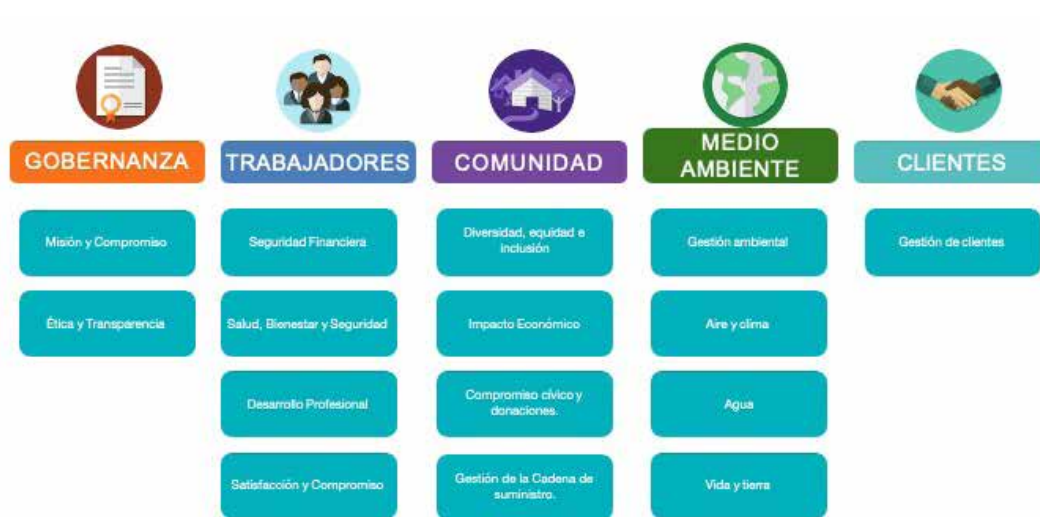 GOBERNANZA
Misión y Compromiso
Ética y Transparencia
TRABAJADORES
Seguridad Financiera
Salud, Bienestar y Seguridad
Desarrollo Profesional
Satisfacción y Compromiso
COMUNIDAD
Diversidad, equidad e
inclusión
Impacto Económico
Compromiso cívico y
donaciones.
Gestión de la Cadena de
suministro.
MEDIO
AMBIENTE
Gestión ambiental
Aire y clima
Agua
Vida y tierra
CLIENTES
Gestión de clientes